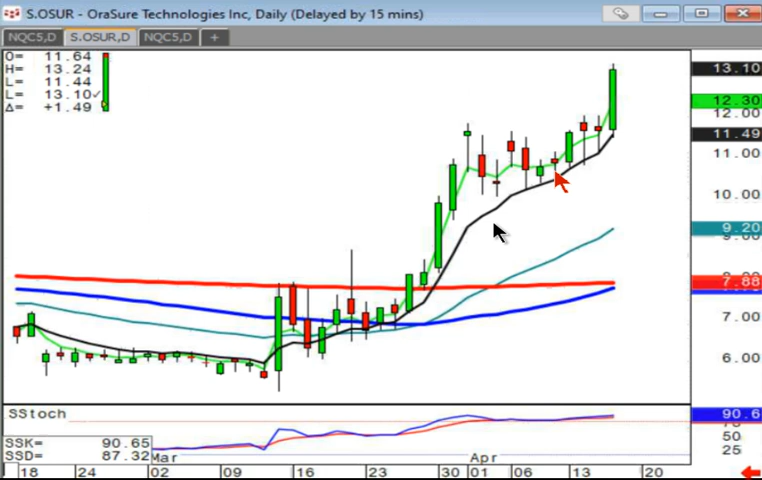 S.OSUR - OraSure Technologies Inc, Daily (Delayed by 15 mins)
NQC5,D S.OSUR,D NQC5,D +
O= 11.64
H= 13.24
L= 11.44
L= 13.10✓
Δ= +1.49
13.10
12.30
12.00
11.49
11.00
10.00
9.20
7.88
7.00
6.00
SStoch
90.6
50
25
SSK= 90.65
SSD= 87.32
Mar Apr
18 24 02 09 16 23 30 01 06 13 20